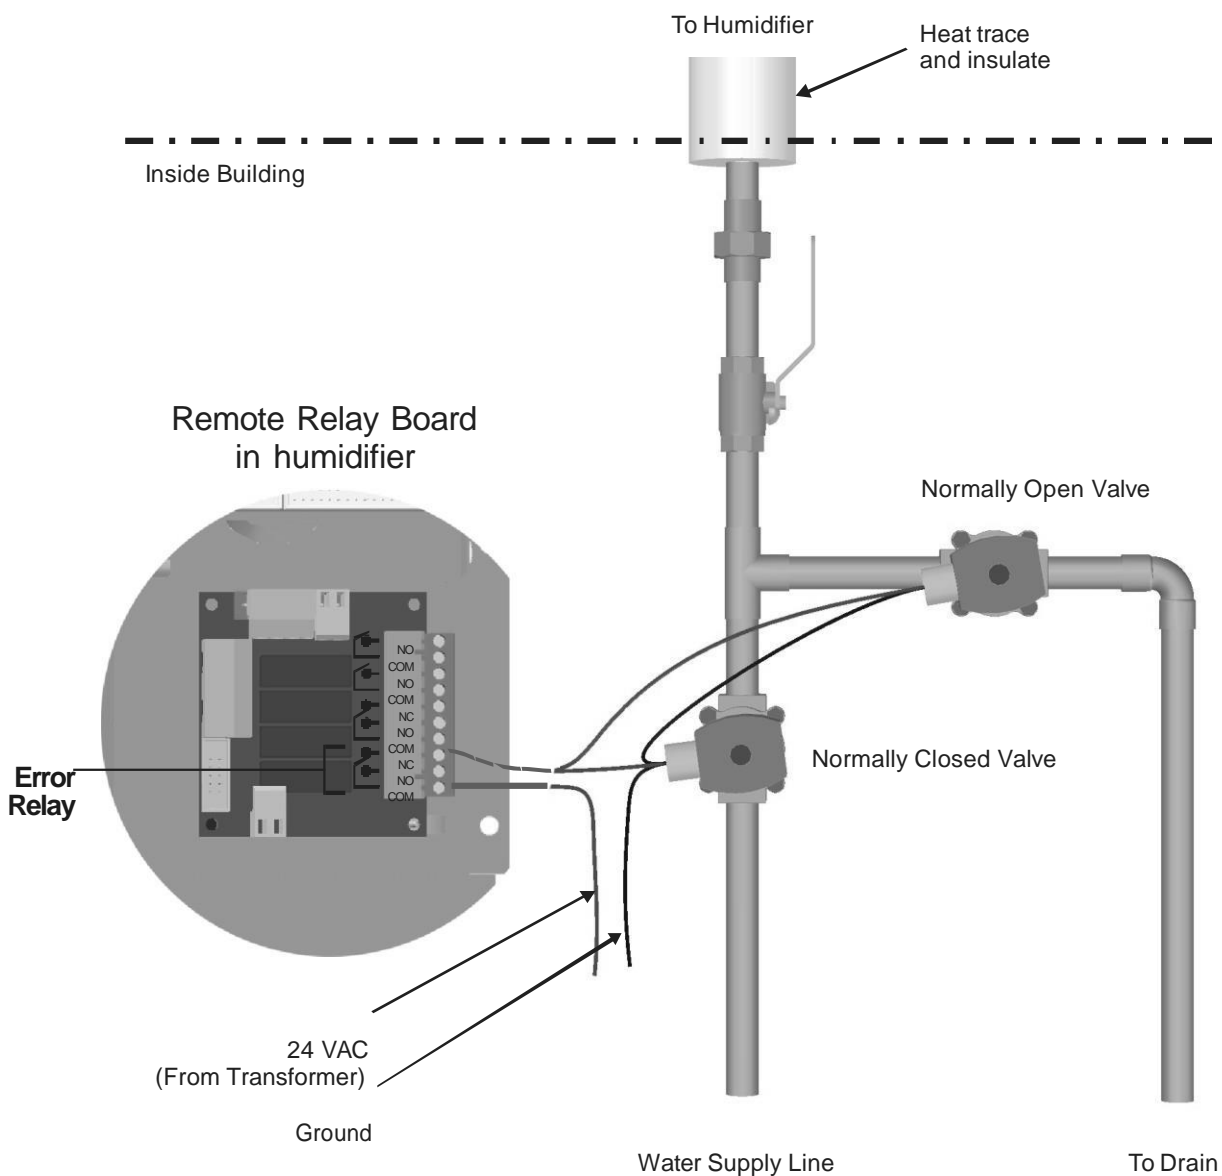 To Humidifier
Heat trace
and insulate
Inside Building
Remote Relay Board
in humidifier
Normally Open Valve
NO
COM
NO
COM
NC
NO
COM
NC
NO
COM
Normally Closed Valve
Error
Relay
24 VAC
(From Transformer)
Ground
Water Supply Line
To Drain